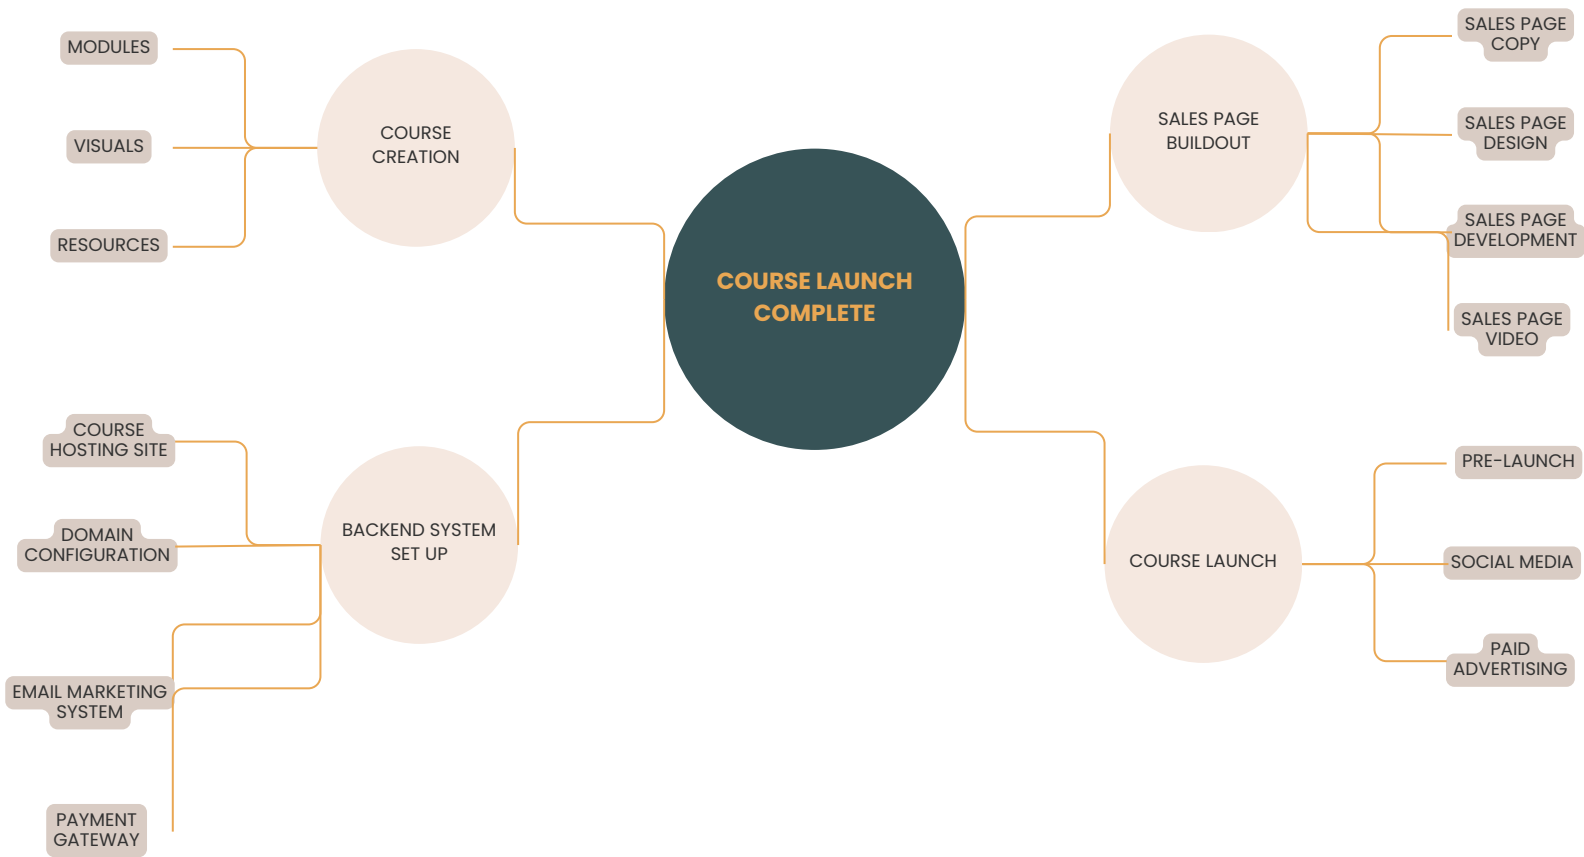 MODULES
VISUALS
RESOURCES
COURSE
CREATION
COURSE
HOSTING SITE
DOMAIN
CONFIGURATION
EMAIL MARKETING
SYSTEM
PAYMENT
GATEWAY
BACKEND SYSTEM
SET UP
COURSE LAUNCH
COMPLETE
SALES PAGE
BUILDOUT
SALES PAGE
COPY
SALES PAGE
DESIGN
SALES PAGE
DEVELOPMENT
SALES PAGE
VIDEO
COURSE LAUNCH
PRE-LAUNCH
SOCIAL MEDIA
PAID
ADVERTISING